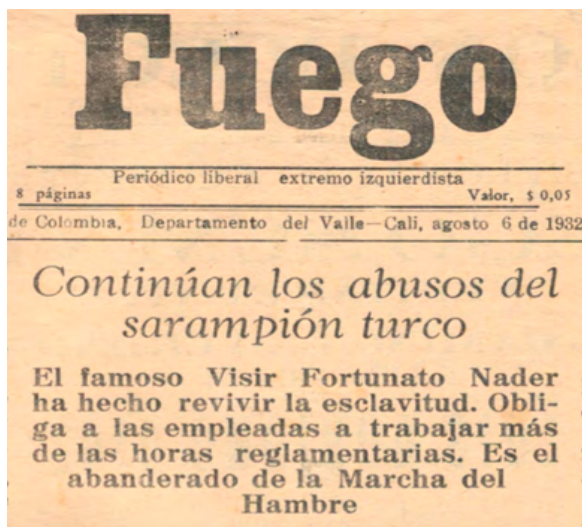 Fuego
Periódico liberal extremo izquierdista
8 páginas Valor, $ 0,05
de Colombia, Departamento del Valle—Cali, agosto 6 de 1932
Continúan los abusos del
sarampión turco
El famoso Visir Fortunato Nader
ha hecho revivir la esclavitud. Obli-
ga a las empleadas a trabajar más
de las horas reglamentarias. Es el
abanderado de la Marcha del
Hambre